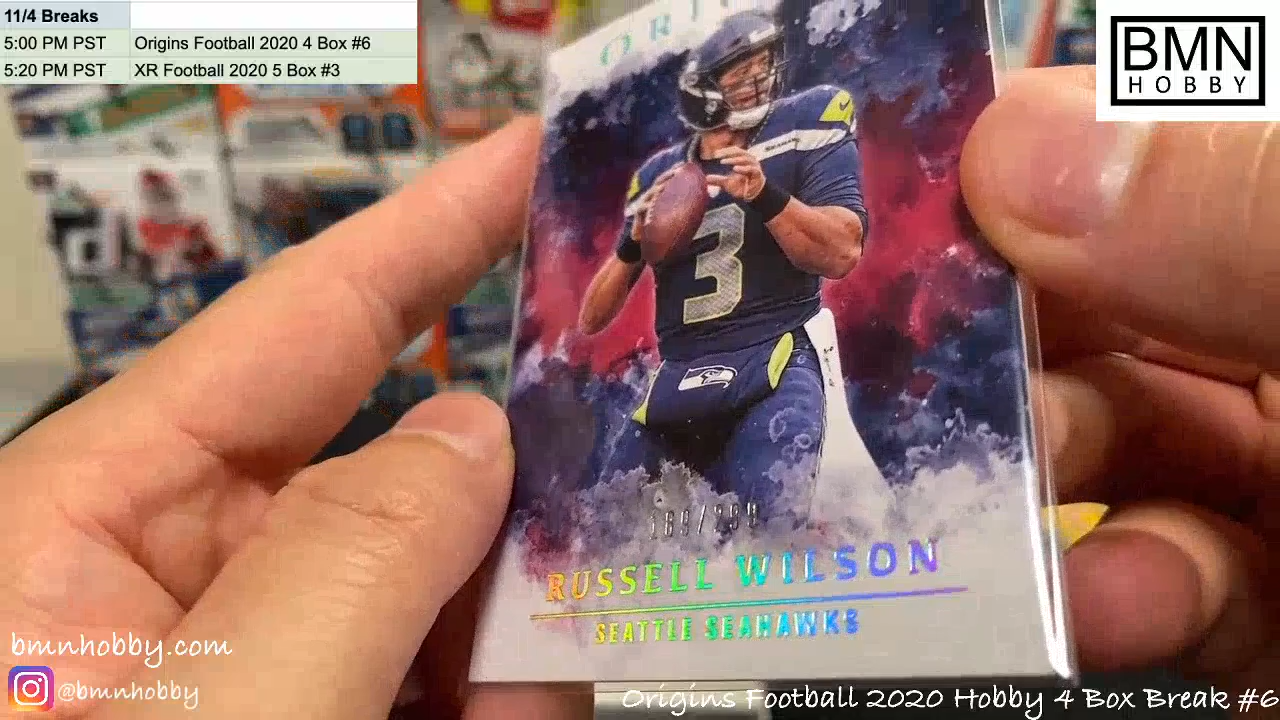 11/4 Breaks
5:00 PM PST Origins Football 2020 4 Box #6
5:20 PM PST XR Football 2020 5 Box #3
BMN
HOBBY
3
RUSSELL WILSON
SEATTLE SEAHAWKS
bmnhobby.com
@bmnhobby
Origins Football 2020 Hobby 4 Box Break #6